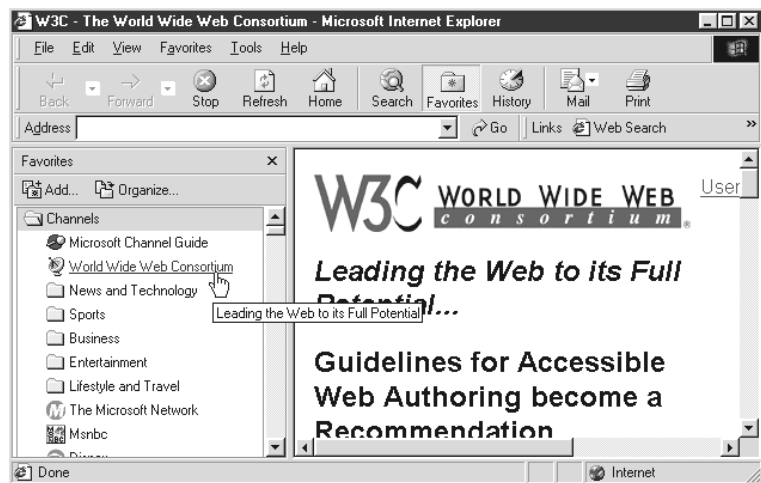 W3C - The World Wide Web Consortium - Microsoft Internet Explorer
File Edit View Favorites Tools Help
Back Forward Stop Refresh Home Search Favorites History Mail Print
Address Go Links Web Search »
Favorites
Add... Organize...
Channels
Microsoft Channel Guide
World Wide Web Consortium
News and Technology
Sports
Leading the Web to its Full Potential
Business
Entertainment
Lifestyle and Travel
The Microsoft Network
Msnbc
Disney
W3C WORLD WIDE WEB
consortium®
User
Leading the Web to its Full
Potential...
Guidelines for Accessible
Web Authoring become a
Recommendation
Done Internet